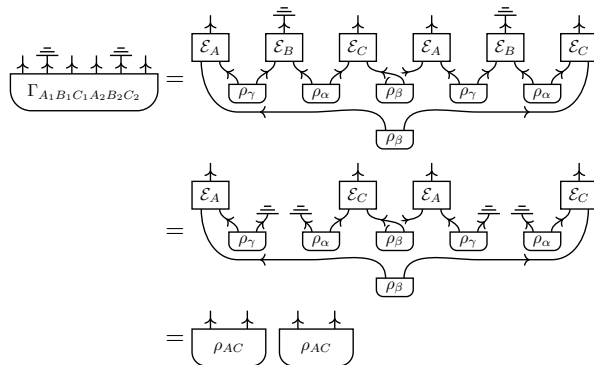 Γ_{A_1B_1C_1A_2B_2C_2} = ℰ_A ℰ_B ℰ_C ℰ_A ℰ_B ℰ_C
ρ_γ ρ_α ρ_β ρ_γ ρ_α
ρ_β
= ℰ_A ℰ_C ℰ_A ℰ_C
ρ_γ ρ_α ρ_β ρ_γ ρ_α
ρ_β
= ρ_{AC} ρ_{AC}